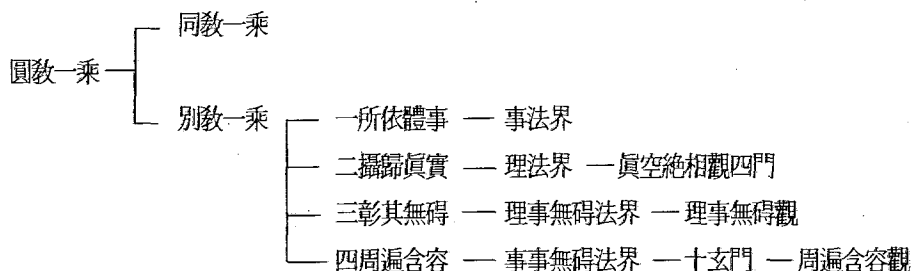 同敎一乘
圓敎一乘
別敎一乘 一所依體事 — 事法界
二攝歸眞實 — 理法界 — 眞空絶相觀四門
三彰其無碍 — 理事無碍法界 — 理事無碍觀
四周遍含容 — 事事無碍法界 — 十玄門 — 周遍含容觀